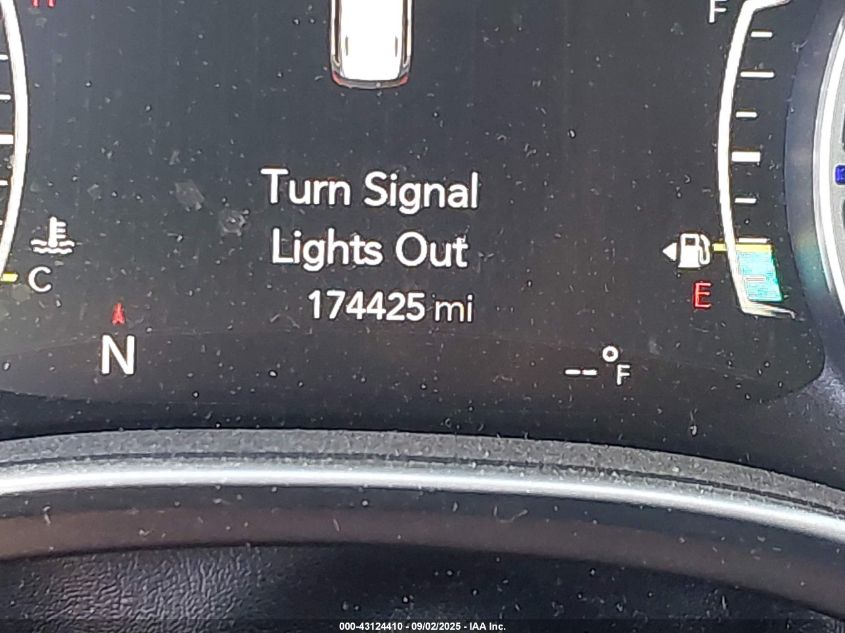 H
F
Turn Signal
Lights Out
C
E
174425 mi
N
--°F
000-43124410 - 09/02/2025 - IAA Inc.